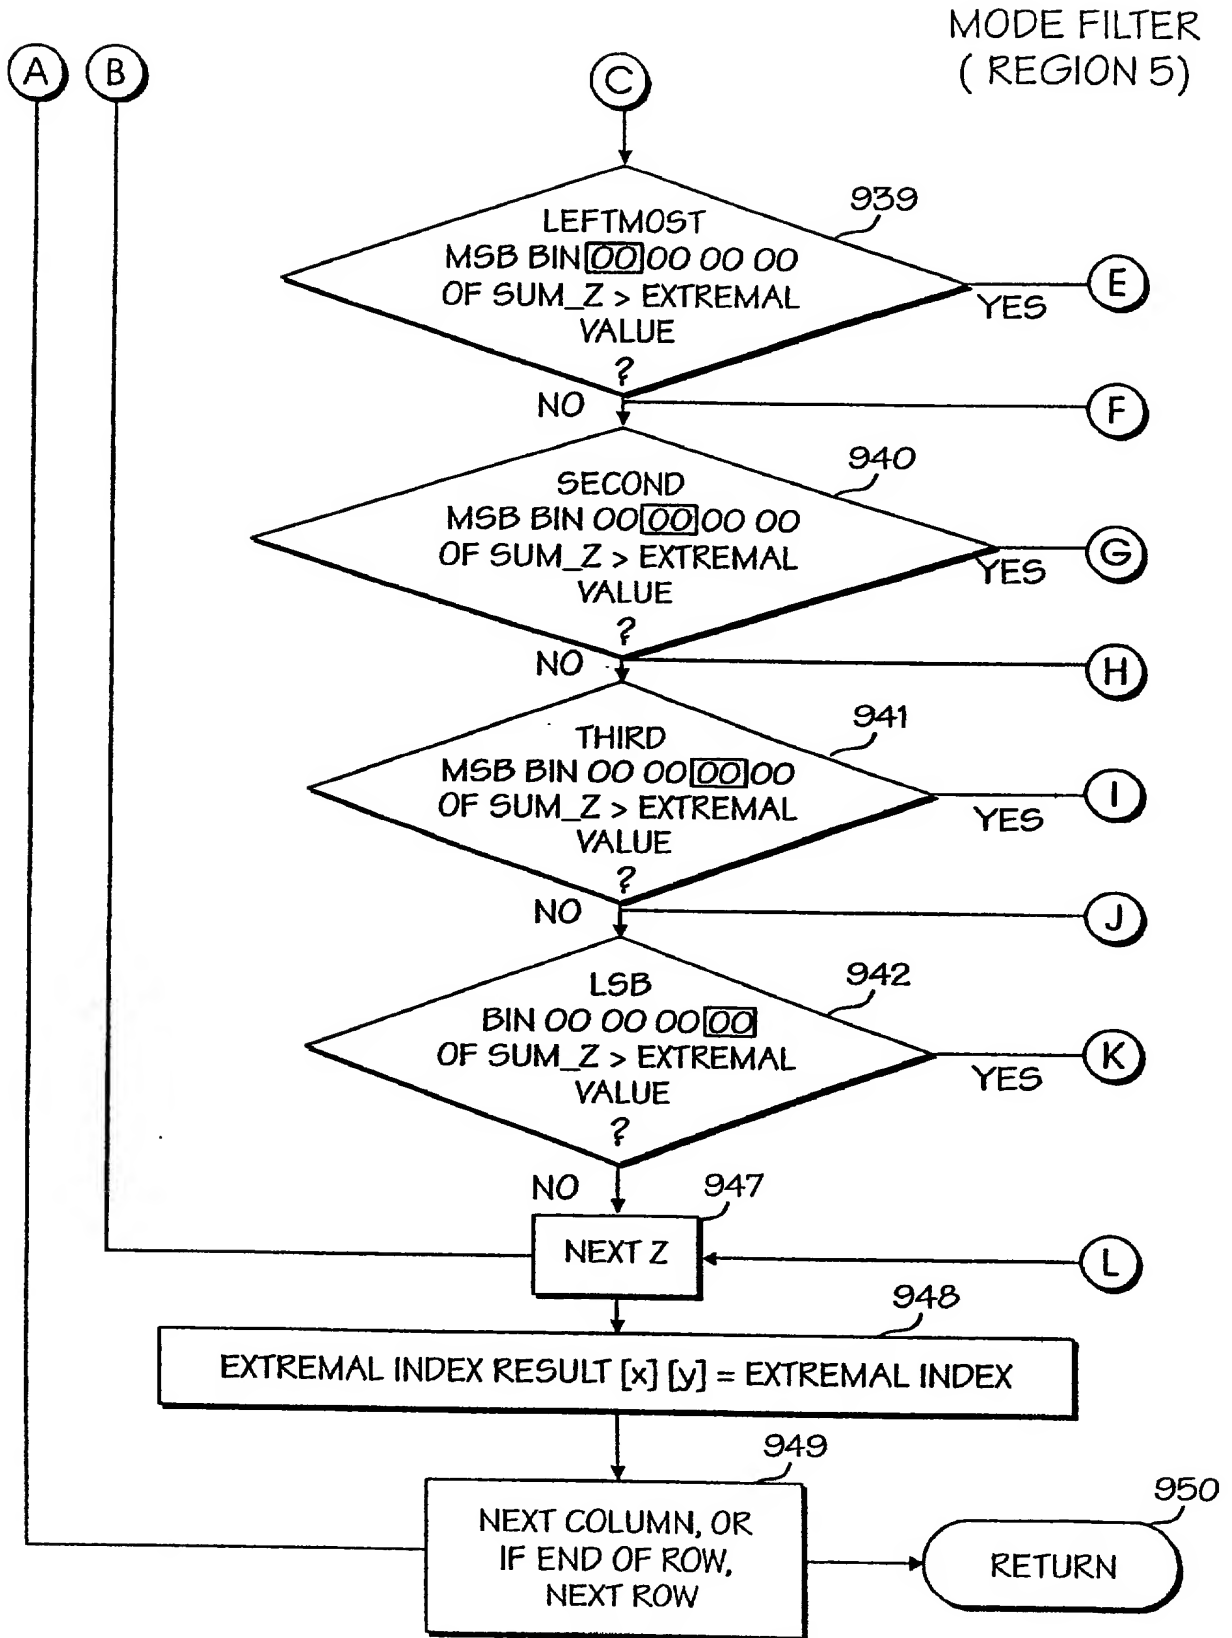 MODE FILTER
( REGION 5)
A
B
C
939
LEFTMOST
MSB BIN 00 00 00 00
OF SUM_Z > EXTREMAL
VALUE
?
YES
E
NO
F
940
SECOND
MSB BIN 00 00 00 00
OF SUM_Z > EXTREMAL
VALUE
?
YES
G
NO
H
941
THIRD
MSB BIN 00 00 00 00
OF SUM_Z > EXTREMAL
VALUE
?
YES
I
NO
J
942
LSB
BIN 00 00 00 00
OF SUM_Z > EXTREMAL
VALUE
?
YES
K
NO
947
NEXT Z
L
948
EXTREMAL INDEX RESULT [x] [y] = EXTREMAL INDEX
949
NEXT COLUMN, OR
IF END OF ROW,
NEXT ROW
950
RETURN